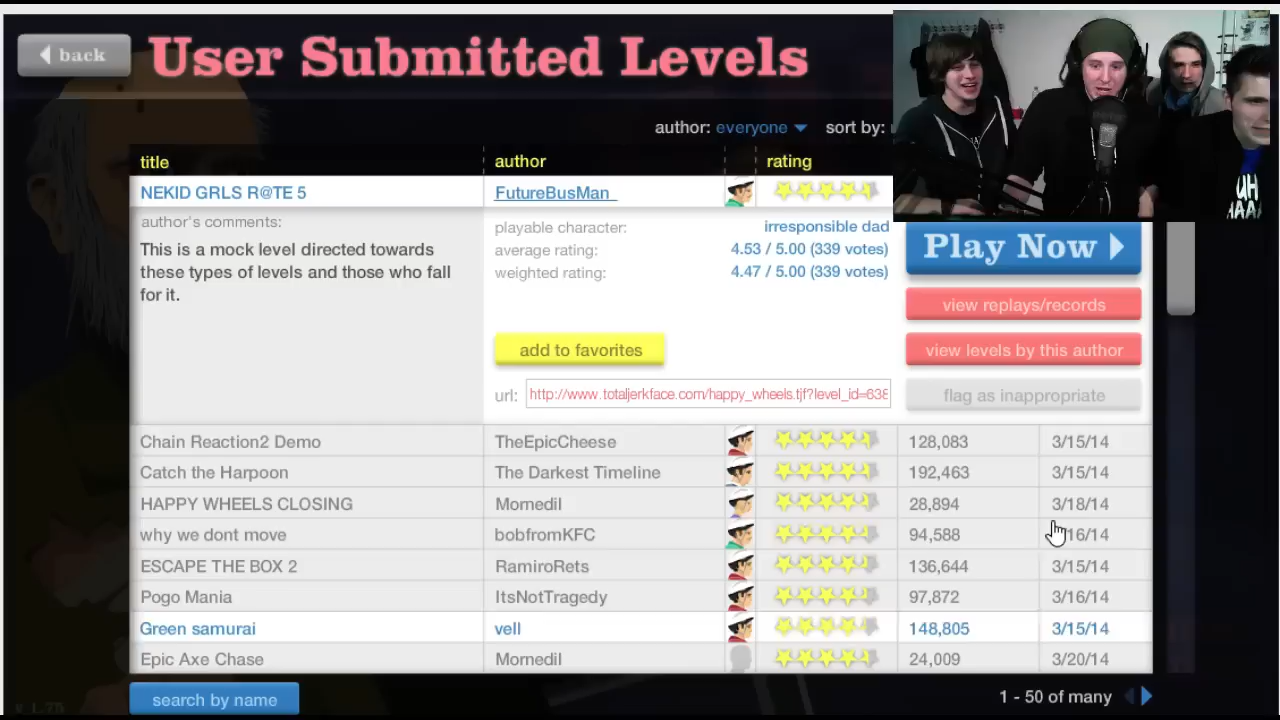 back
User Submitted Levels
author: everyone sort by:
title author rating
NEKID GRLS R@TE 5 FutureBusMan
author's comments:
This is a mock level directed towards
these types of levels and those who fall
for it.
playable character: irresponsible dad
average rating: 4.53 / 5.00 (339 votes)
weighted rating: 4.47 / 5.00 (339 votes)
add to favorites
url: http://www.totaljerkface.com/happy_wheels.tjf?level_id=638
Play Now
view replays/records
view levels by this author
flag as inappropriate
Chain Reaction2 Demo TheEpicCheese 128,083 3/15/14
Catch the Harpoon The Darkest Timeline 192,463 3/15/14
HAPPY WHEELS CLOSING Momedil 28,894 3/18/14
why we dont move bobfromKFC 94,588 16/14
ESCAPE THE BOX 2 RamiroRets 136,644 3/15/14
Pogo Mania ItsNotTragedy 97,872 3/16/14
Green samurai vell 148,805 3/15/14
Epic Axe Chase Momedil 24,009 3/20/14
search by name
1 - 50 of many
v 1.75